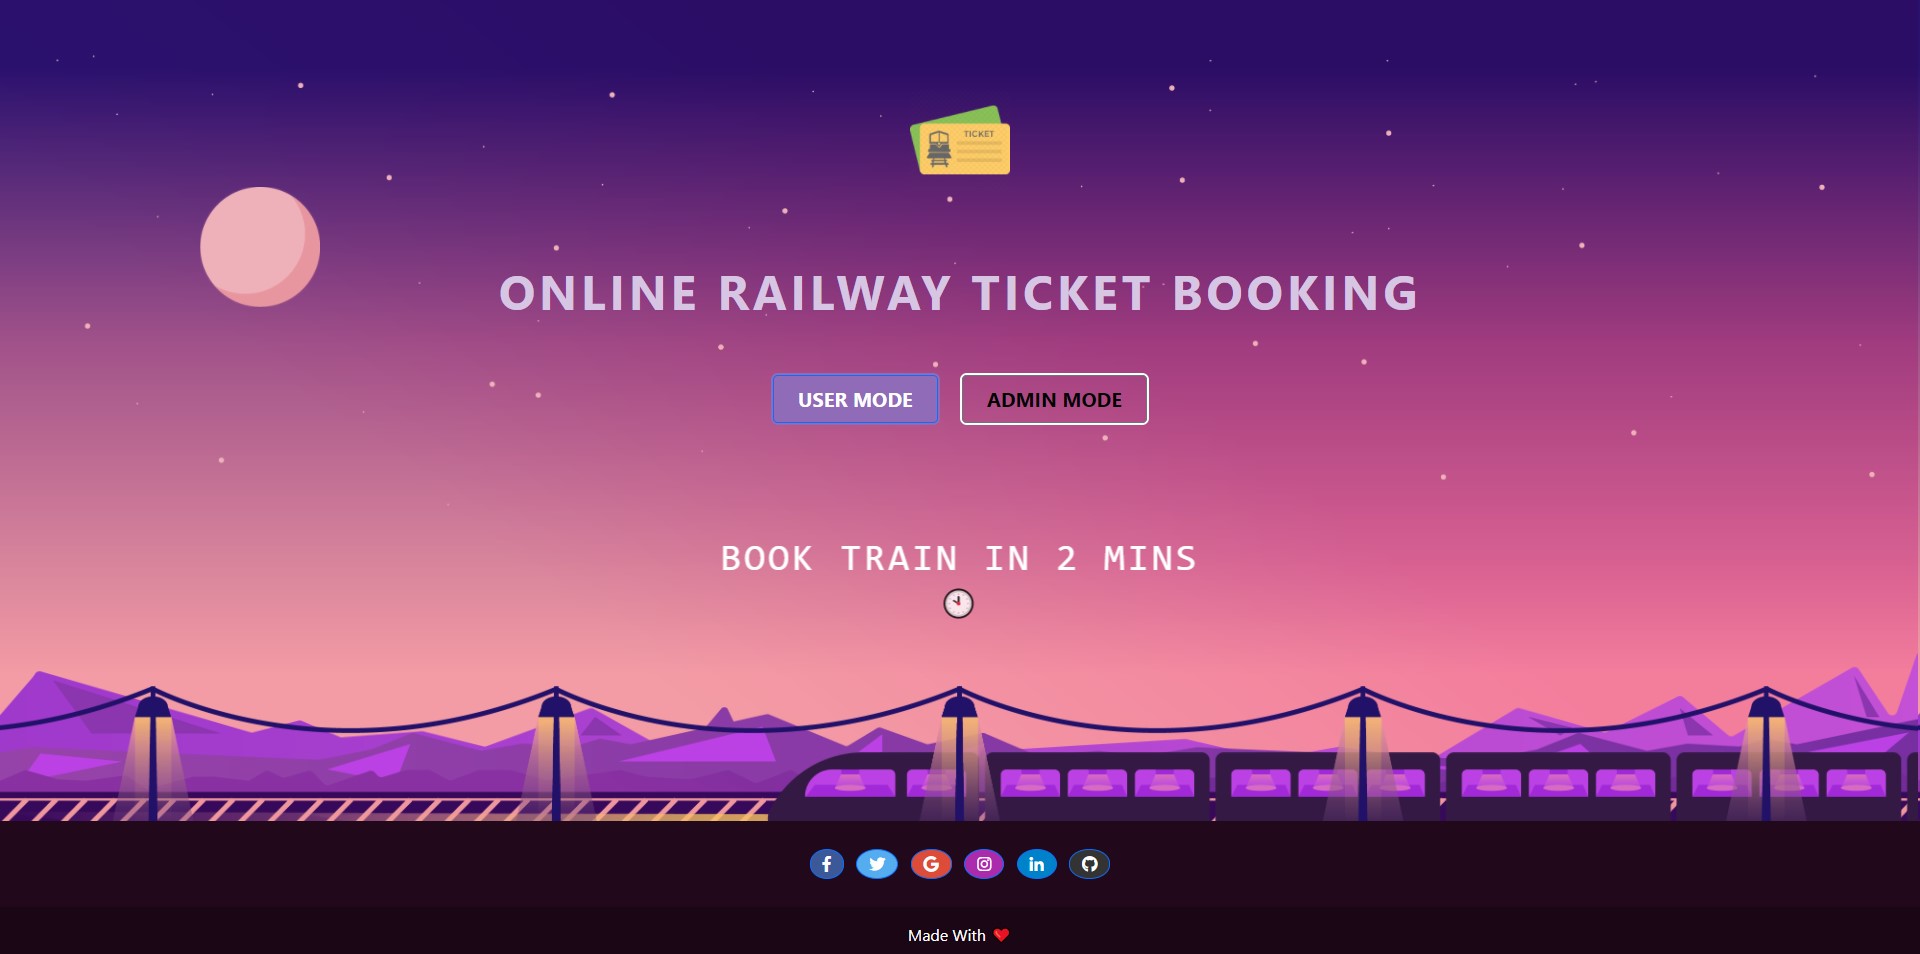 TICKET
ONLINE RAILWAY TICKET BOOKING
USER MODE
ADMIN MODE
BOOK TRAIN IN 2 MINS
Made With